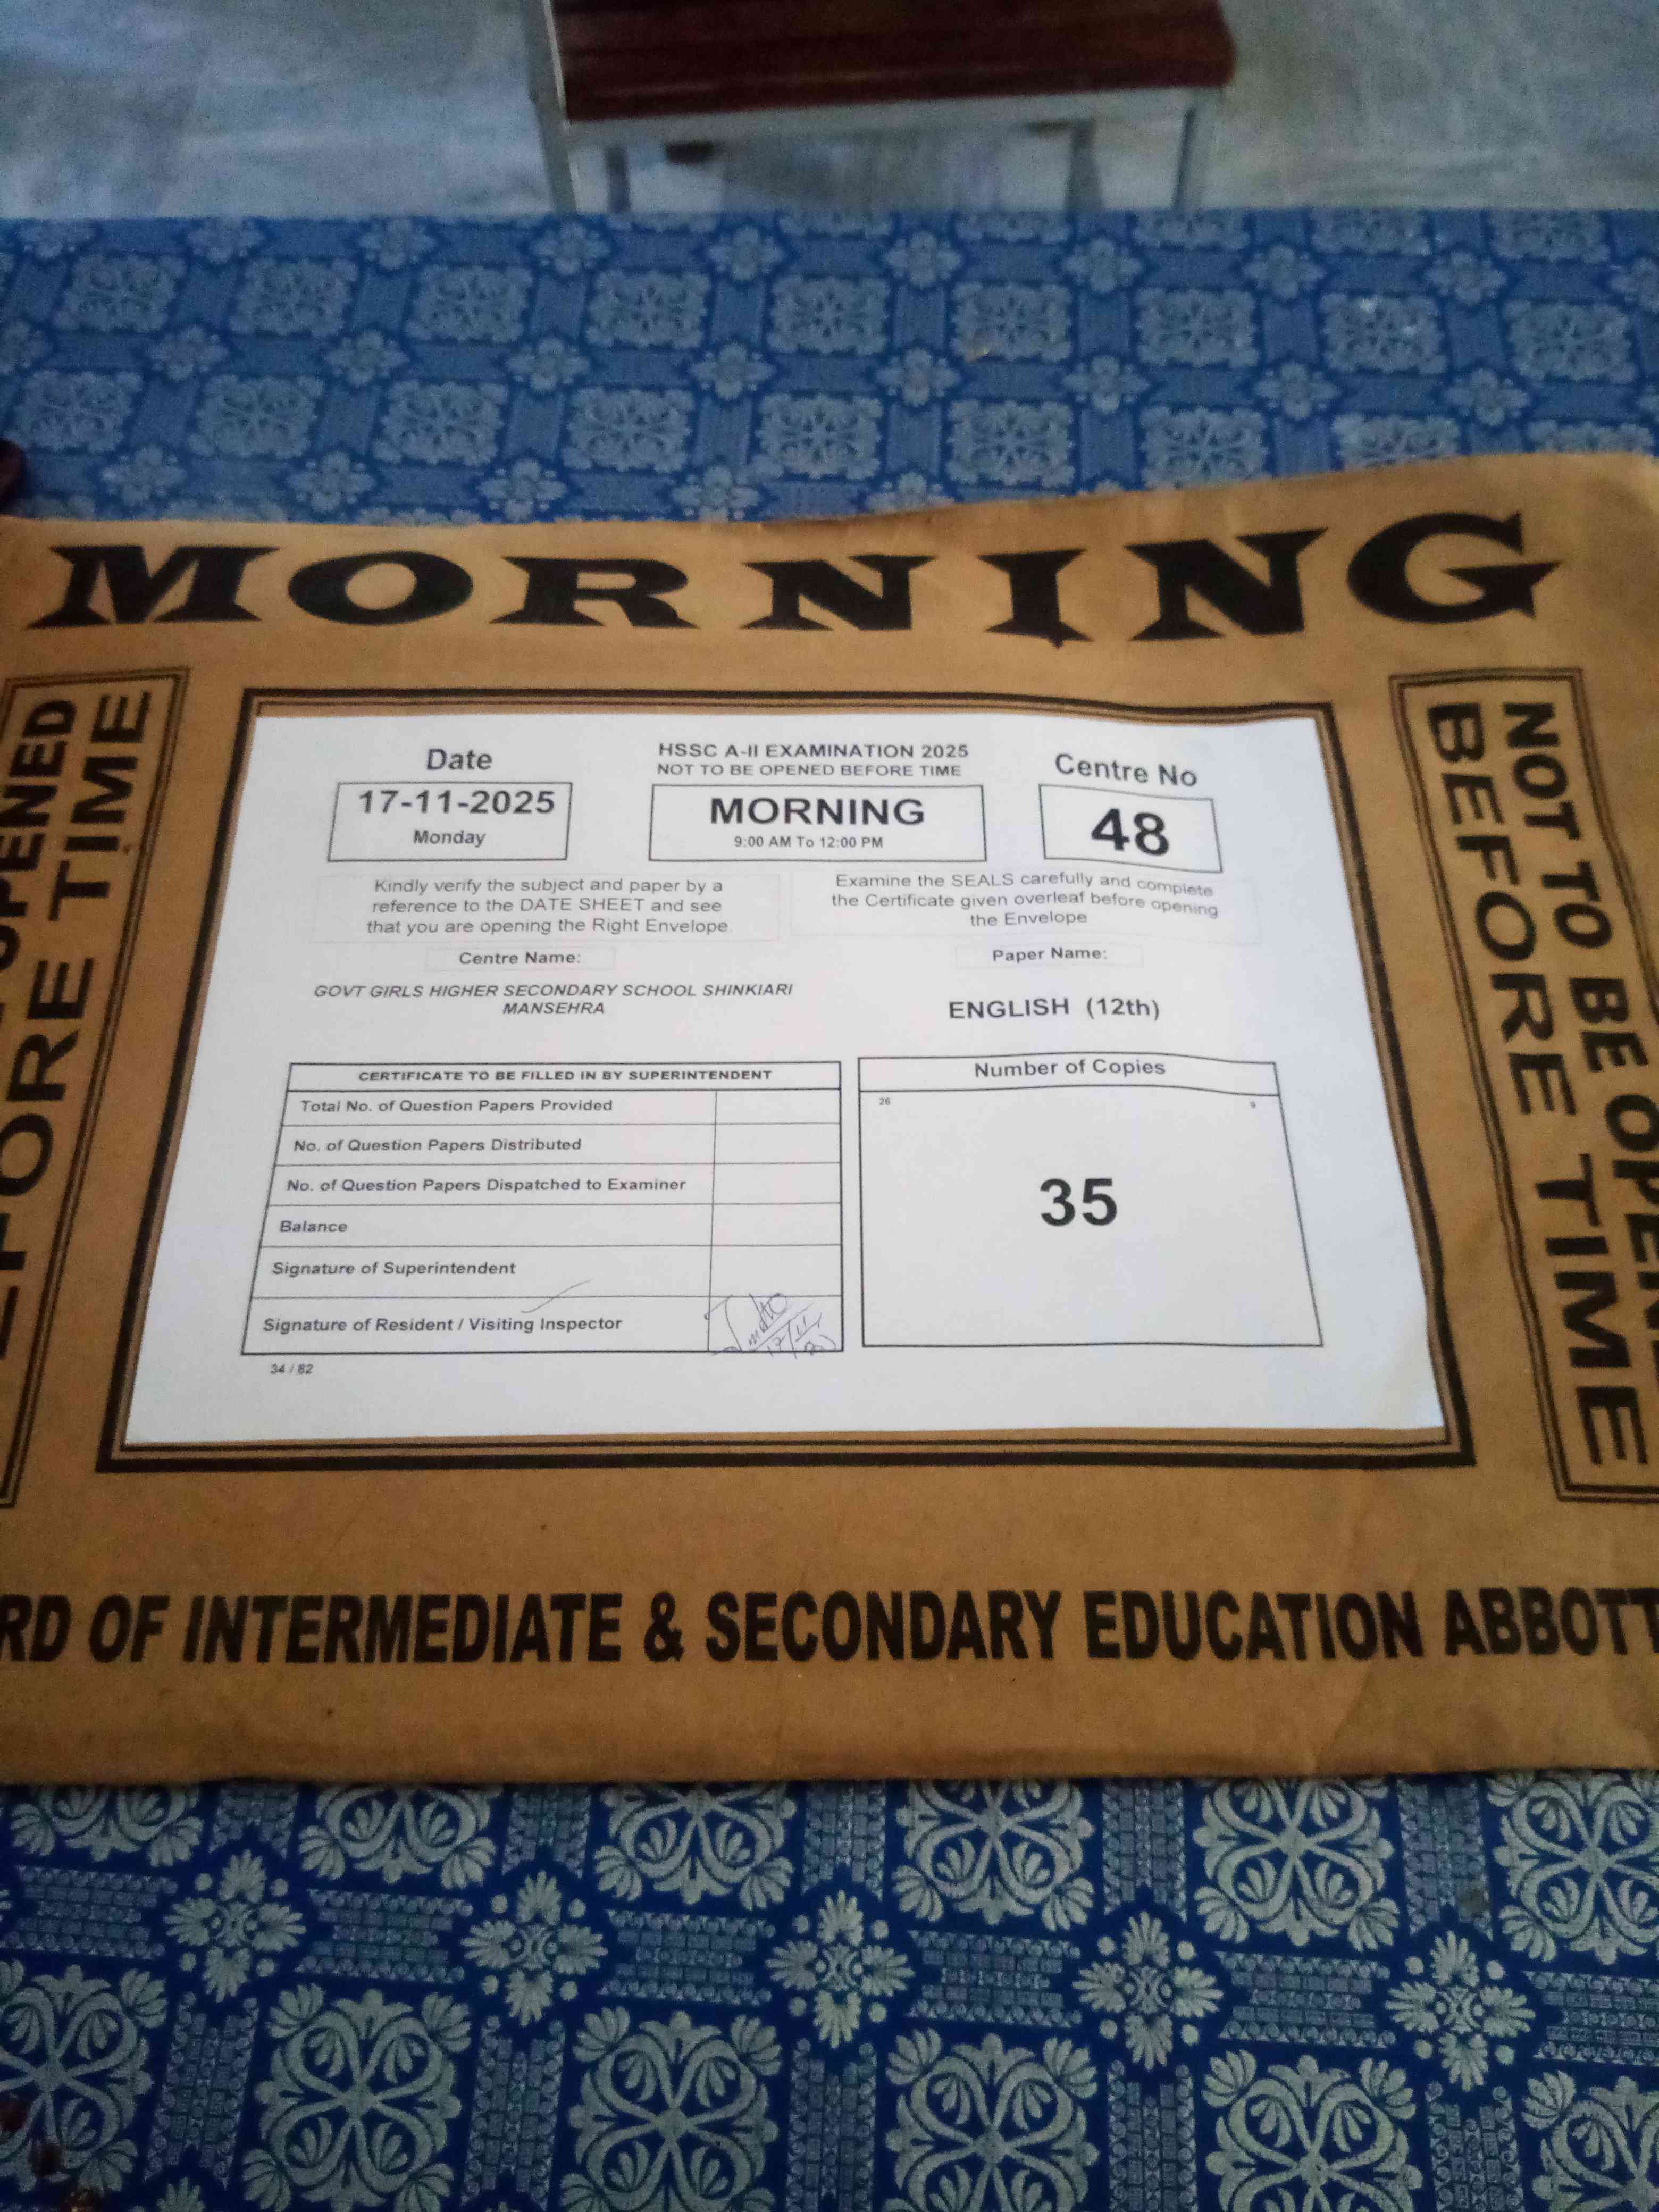 MORNING
OPENED
BEFORE TIME
NOT TO BE OPENED
BEFORE TIME
Date
17-11-2025
Monday
HSSC A-II EXAMINATION 2025
NOT TO BE OPENED BEFORE TIME
MORNING
9:00 AM To 12:00 PM
Centre No
48
Kindly verify the subject and paper by a
reference to the DATE SHEET and see
that you are opening the Right Envelope
Examine the SEALS carefully and complete
the Certificate given overleaf before opening
the Envelope
Centre Name:
GOVT GIRLS HIGHER SECONDARY SCHOOL SHINKIARI
MANSEHRA
Paper Name:
ENGLISH (12th)
CERTIFICATE TO BE FILLED IN BY SUPERINTENDENT
Total No. of Question Papers Provided
No. of Question Papers Distributed
No. of Question Papers Dispatched to Examiner
Balance
Signature of Superintendent
Signature of Resident / Visiting Inspector
17/11
34 / 82
Number of Copies
26 9
35
RD OF INTERMEDIATE & SECONDARY EDUCATION ABBOTT